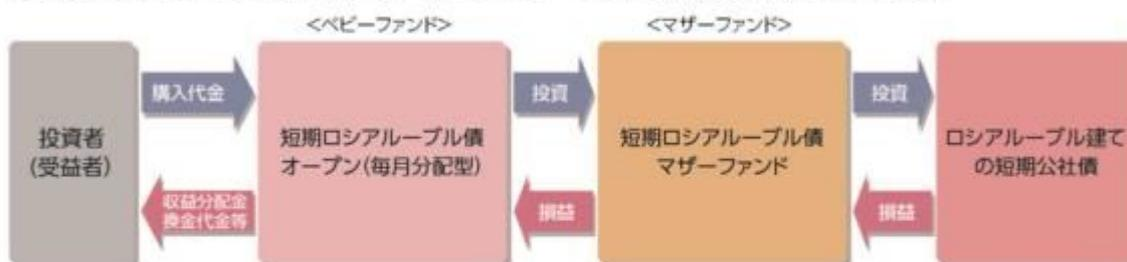 <ベビーファンド>
<マザーファンド>
投資者
(受益者)
購入代金
収益分配金
換金代金等
短期ロシアルーブル債
オープン(毎月分配型)
投資
損益
短期ロシアルーブル債
マザーファンド
投資
損益
ロシアルーブル建て
の短期公社債